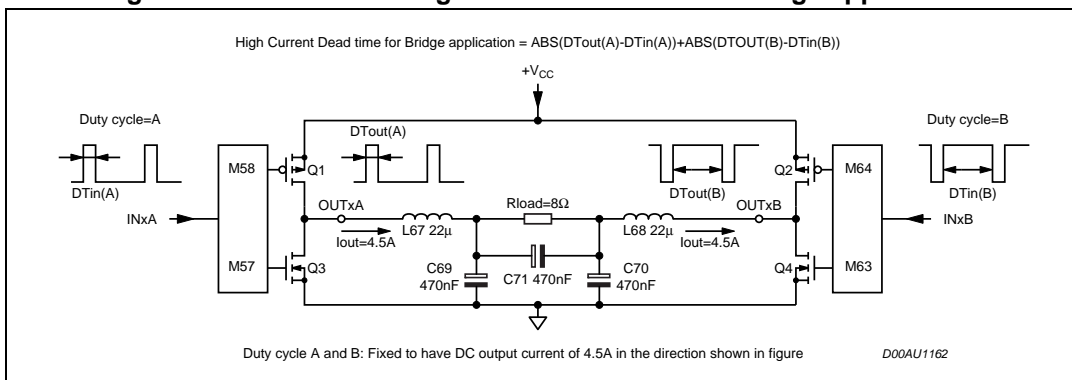 High Current Dead time for Bridge application = ABS(DTout(A)-DTin(A))+ABS(DTOUT(B)-DTin(B))
+VCC
Duty cycle=A
DTin(A)
INxA
M58
M57
Q1
Q3
DTout(A)
OUTxA
Iout=4.5A
L67 22µ
C69
470nF
Rload=8Ω
C71 470nF
C70
470nF
L68 22µ
Iout=4.5A
DTout(B)
OUTxB
Q2
Q4
M64
M63
Duty cycle=B
DTin(B)
INxB
Duty cycle A and B: Fixed to have DC output current of 4.5A in the direction shown in figure
D00AU1162